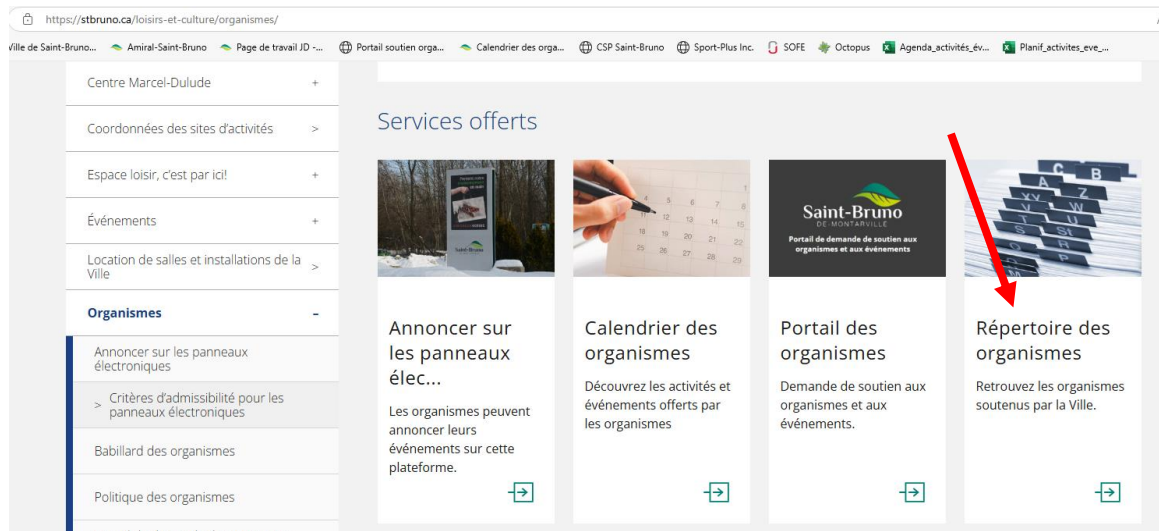 https://stbruno.ca/loisirs-et-culture/organismes/
Ville de Saint-Bruno... Amiral-Saint-Bruno Page de travail JD -... Portail soutien orga... Calendrier des orga... CSP Saint-Bruno Sport-Plus Inc. SOFE Octopus Agenda_activités_év... Planif_activites_eve_...
Centre Marcel-Dulude +
Coordonnées des sites d'activités >
Espace loisir, c'est par ici! +
Événements +
Location de salles et installations de la
Ville >
Organismes –
Annoncer sur les panneaux
électroniques
> Critères d'admissibilité pour les
panneaux électroniques
Babillard des organismes
Politique des organismes
Services offerts
Annoncer sur
les panneaux
élec...
Les organismes peuvent
annoncer leurs
événements sur cette
plateforme.
Calendrier des
organismes
Découvrez les activités et
événements offerts par
les organismes
Saint-Bruno
DE-MONTARVILLE
Portail de demande de soutien aux
organismes et aux événements
Portail des
organismes
Demande de soutien aux
organismes et aux
événements.
Répertoire des
organismes
Retrouvez les organismes
soutenus par la Ville.